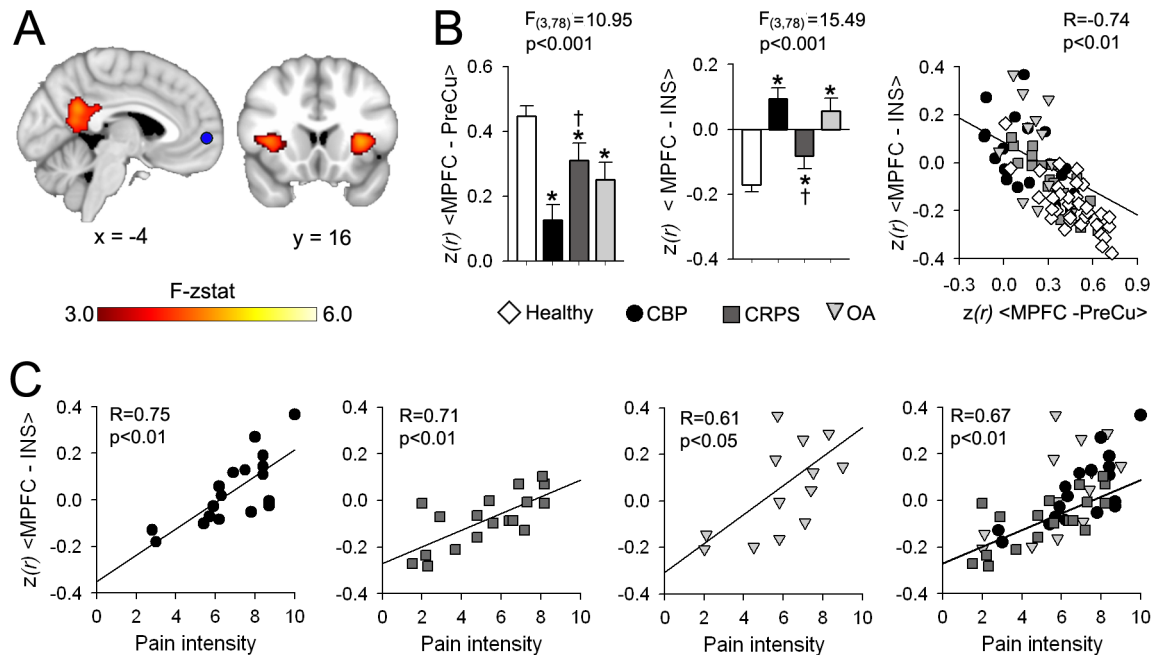 A
x = -4
y = 16
F-zstat
3.0
6.0
B
F(3,78)=10.95
p<0.001
z(r) <MPFC - PreCu>
0.6
0.4
0.2
0.0
*
†
*
*
F(3,78)=15.49
p<0.001
z(r) < MPFC - INS>
0.2
0.0
-0.2
-0.4
*
*
†
*
R=-0.74
p<0.01
z(r) <MPFC - INS>
0.4
0.2
0.0
-0.2
-0.4
-0.3 0.0 0.3 0.6 0.9
z(r) <MPFC -PreCu>
Healthy
CBP
CRPS
OA
C
z(r) <MPFC - INS>
R=0.75
p<0.01
0.4
0.2
0.0
-0.2
-0.4
0 2 4 6 8 10
Pain intensity
R=0.71
p<0.01
0.4
0.2
0.0
-0.2
-0.4
0 2 4 6 8 10
Pain intensity
R=0.61
p<0.05
0.4
0.2
0.0
-0.2
-0.4
0 2 4 6 8 10
Pain intensity
R=0.67
p<0.01
0.4
0.2
0.0
-0.2
-0.4
0 2 4 6 8 10
Pain intensity